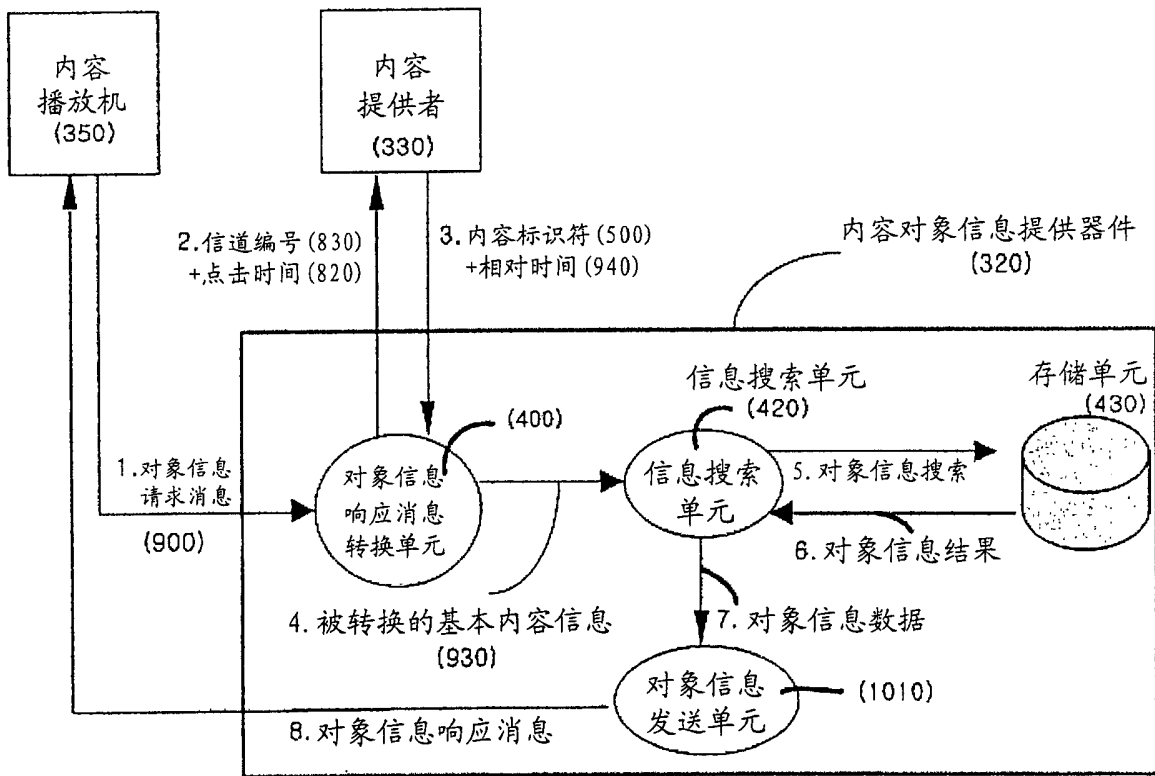 内容
播放机
(350)
内容
提供者
(330)
2.信道编号(830)
+点击时间(820)
3.内容标识符(500)
+相对时间(940)
内容对象信息提供器件
(320)
信息搜索单元
(420)
存储单元
(430)
(400)
1.对象信息
请求消息
(900)
对象信息
响应消息
转换单元
信息搜索
单元
5.对象信息搜索
6.对象信息结果
4.被转换的基本内容信息
(930)
7.对象信息数据
对象信息
发送单元
(1010)
8.对象信息响应消息